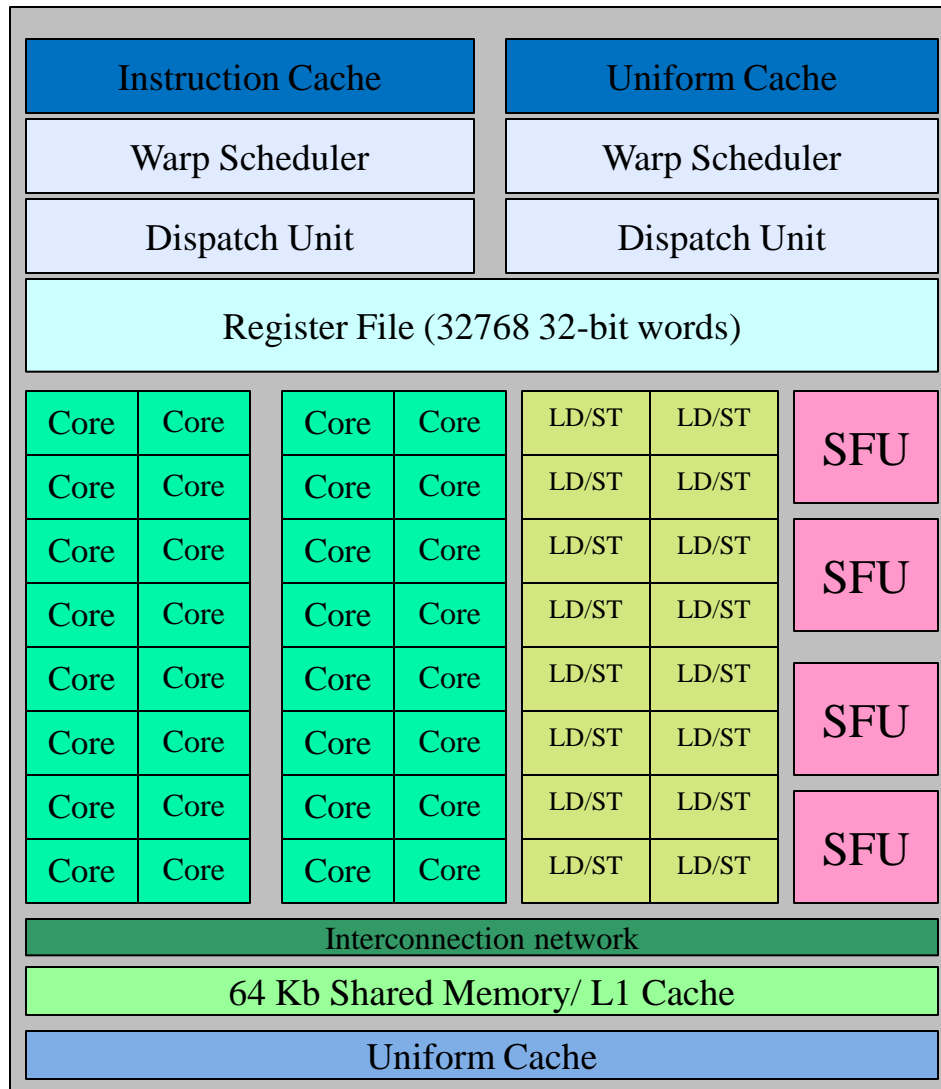 Instruction Cache Uniform Cache
Warp Scheduler Warp Scheduler
Dispatch Unit Dispatch Unit
Register File (32768 32-bit words)
Core Core Core Core LD/ST LD/ST SFU
Core Core Core Core LD/ST LD/ST
Core Core Core Core LD/ST LD/ST SFU
Core Core Core Core LD/ST LD/ST
Core Core Core Core LD/ST LD/ST SFU
Core Core Core Core LD/ST LD/ST
Core Core Core Core LD/ST LD/ST SFU
Core Core Core Core LD/ST LD/ST
Interconnection network
64 Kb Shared Memory/ L1 Cache
Uniform Cache